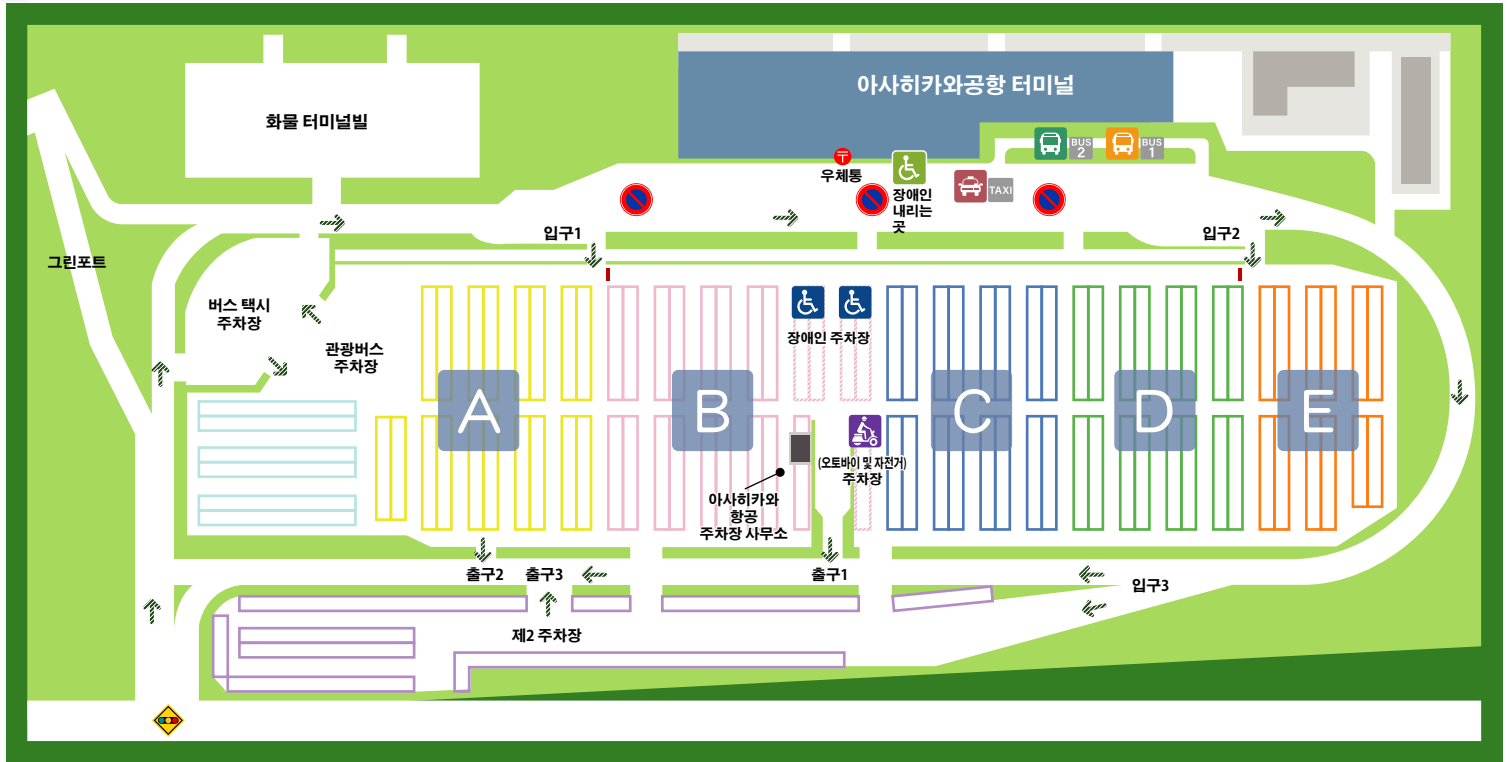 아사히카와공항 터미널
화물 터미널빌
BUS
2
BUS
1
〒
우체통
TAXI
장애인
내리는
곳
입구1
입구2
그린포트
버스 택시
주차장
관광버스
주차장
장애인 주차장
A
B
C
D
E
(오토바이 및 자전거)
주차장
아사히카와
항공
주차장 사무소
출구2
출구3
출구1
입구3
제2 주차장